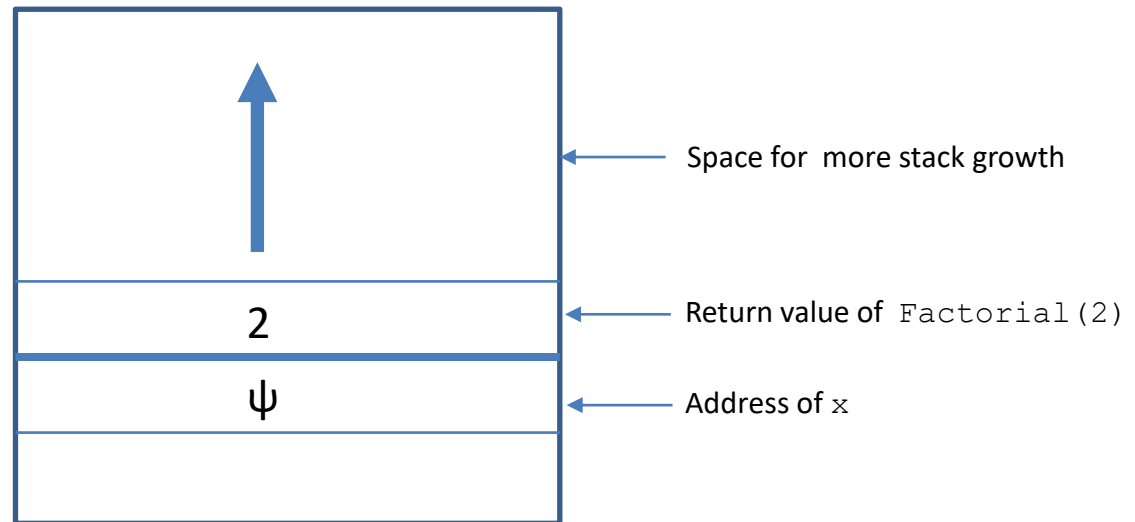 Space for more stack growth
2
Return value of Factorial(2)
ψ
Address of x